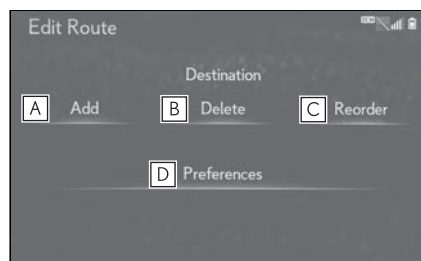 Edit Route
Destination
A Add B Delete C Reorder
D Preferences